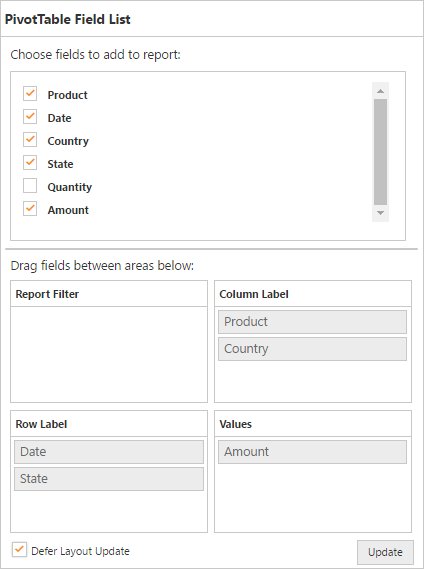 PivotTable Field List
Choose fields to add to report:
Product
Date
Country
State
Quantity
Amount
Drag fields between areas below:
Report Filter
Column Label
Product
Country
Row Label
Date
State
Values
Amount
Defer Layout Update
Update